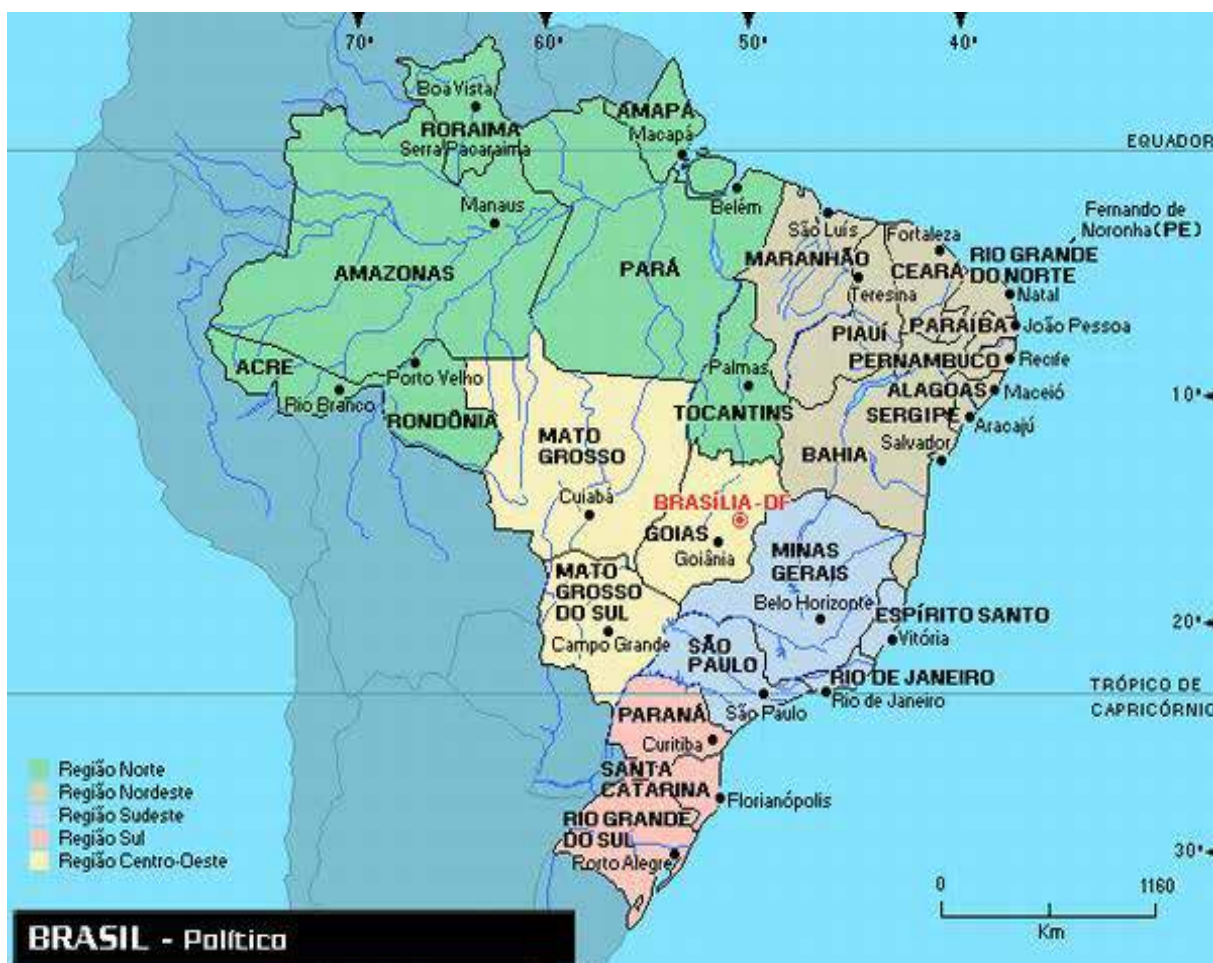 70°
60°
50°
40°
Boa Vista
RORAIMA
Serra Pacaraima
AMAPÁ
Macapá
EQUADOR
Manaus
Belém
AMAZONAS
PARÁ
São Luís
MARANHÃO
Teresina
Fortaleza
CEARÁ
Fernando de
Noronha(PE)
RIO GRANDE
DO NORTE
Natal
PIAUÍ
PARAÍBA
João Pessoa
PERNAMBUCO
Recife
ACRE
Rio Branco
Porto Velho
RONDÔNIA
Palmas
TOCANTINS
ALAGOAS
Maceió
SERGIPE
Aracajú
10°
Salvador
BAHIA
MATO
GROSSO
Cuiabá
BRASÍLIA-DF
GOIAS
Goiânia
MINAS
GERAIS
Belo Horizonte
MATO
GROSSO
DO SUL
Campo Grande
ESPÍRITO SANTO
Vitória
20°
SÃO
PAULO
São Paulo
RIO DE JANEIRO
Rio de Janeiro
TRÓPICO DE
CAPRICÓRNIO
PARANÁ
Curitiba
SANTA
CATARINA
Florianópolis
RIO GRANDE
DO SUL
Porto Alegre
30°
Região Norte
Região Nordeste
Região Sudeste
Região Sul
Região Centro-Oeste
0 1160
Km
BRASIL - Político